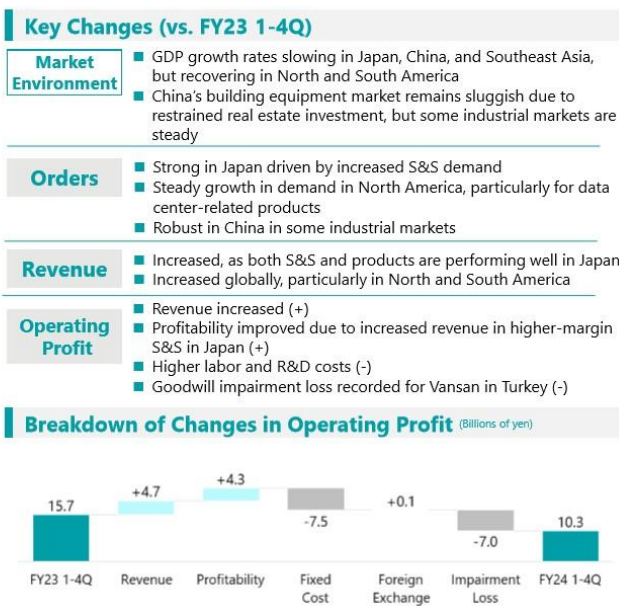 Key Changes (vs. FY23 1-4Q)
Market
Environment
■ GDP growth rates slowing in Japan, China, and Southeast Asia,
but recovering in North and South America
■ China's building equipment market remains sluggish due to
restrained real estate investment, but some industrial markets are
steady
Orders
■ Strong in Japan driven by increased S&S demand
■ Steady growth in demand in North America, particularly for data
center-related products
■ Robust in China in some industrial markets
Revenue
■ Increased, as both S&S and products are performing well in Japan
■ Increased globally, particularly in North and South America
Operating
Profit
■ Revenue increased (+)
■ Profitability improved due to increased revenue in higher-margin
S&S in Japan (+)
■ Higher labor and R&D costs (-)
■ Goodwill impairment loss recorded for Vansan in Turkey (-)
Breakdown of Changes in Operating Profit (Billions of yen)
15.7
+4.7
+4.3
-7.5
+0.1
-7.0
10.3
FY23 1-4Q
Revenue
Profitability
Fixed
Cost
Foreign
Exchange
Impairment
Loss
FY24 1-4Q